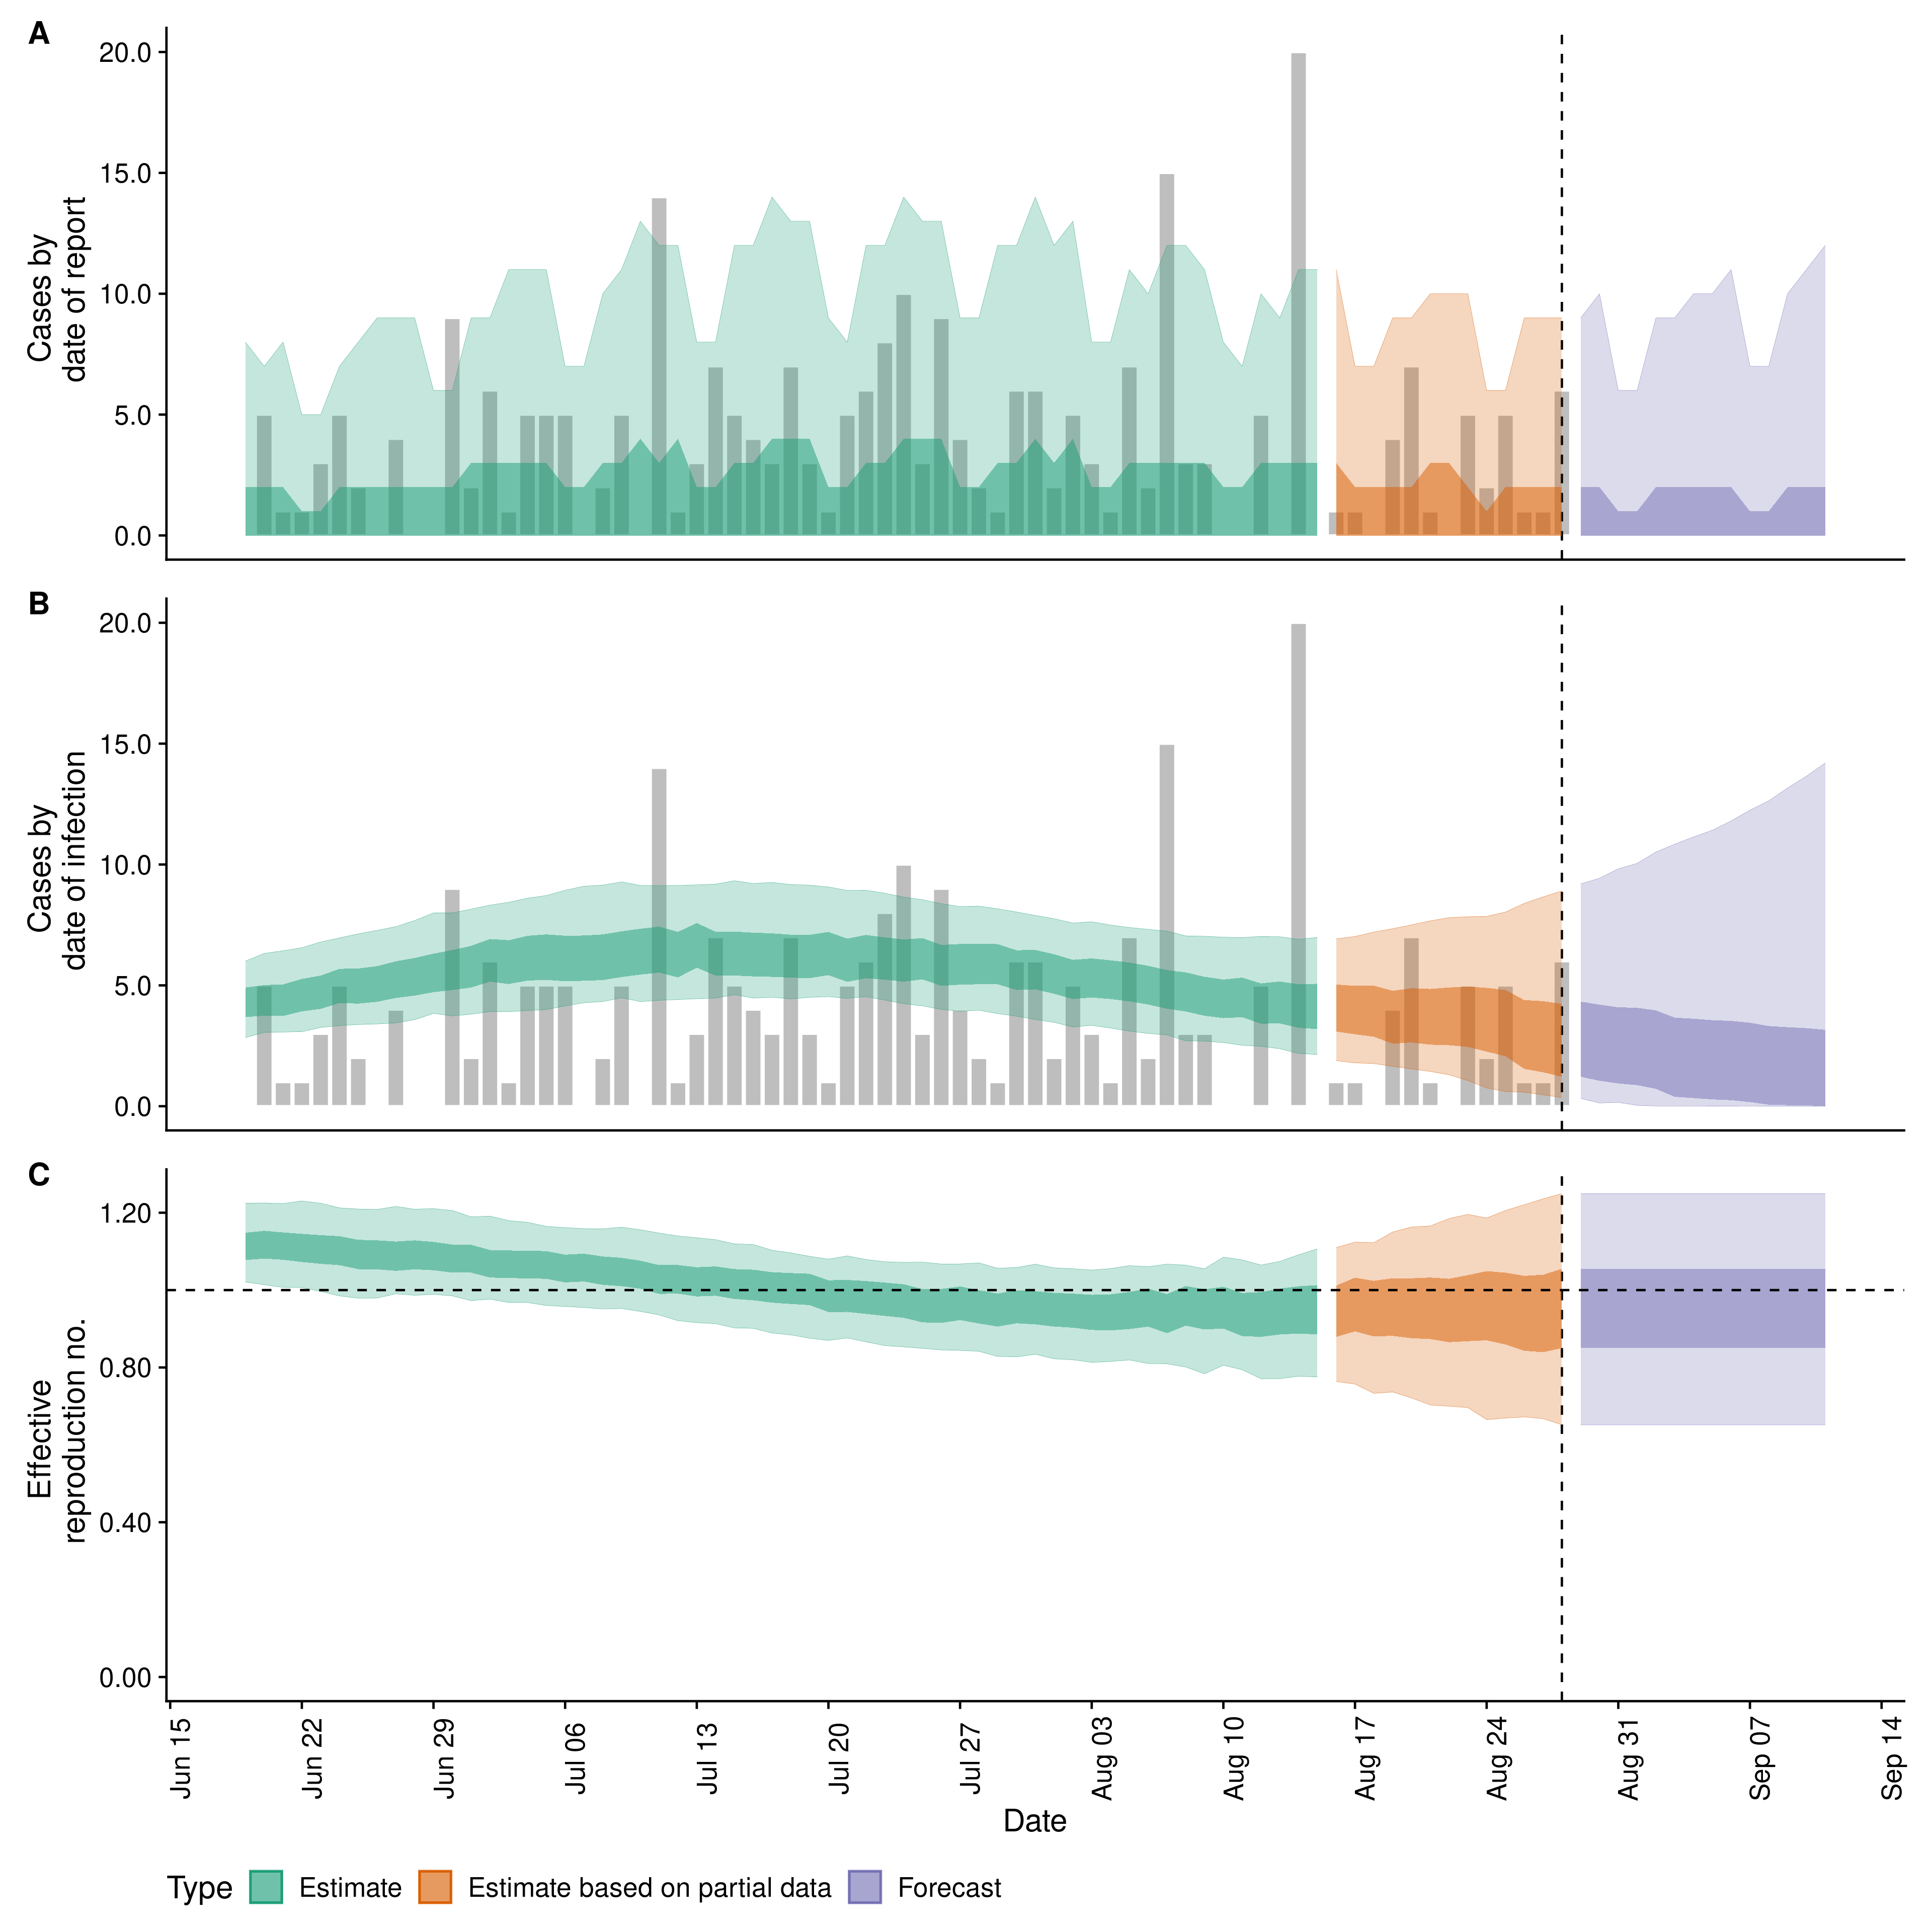 A
20.0
15.0
10.0
5.0
0.0
Cases by
date of report
B
20.0
15.0
10.0
5.0
0.0
Cases by
date of infection
C
1.20
0.80
0.40
0.00
Effective
reproduction no.
Jun 15
Jun 22
Jun 29
Jul 06
Jul 13
Jul 20
Jul 27
Aug 03
Aug 10
Aug 17
Aug 24
Aug 31
Sep 07
Sep 14
Date
Type Estimate Estimate based on partial data Forecast